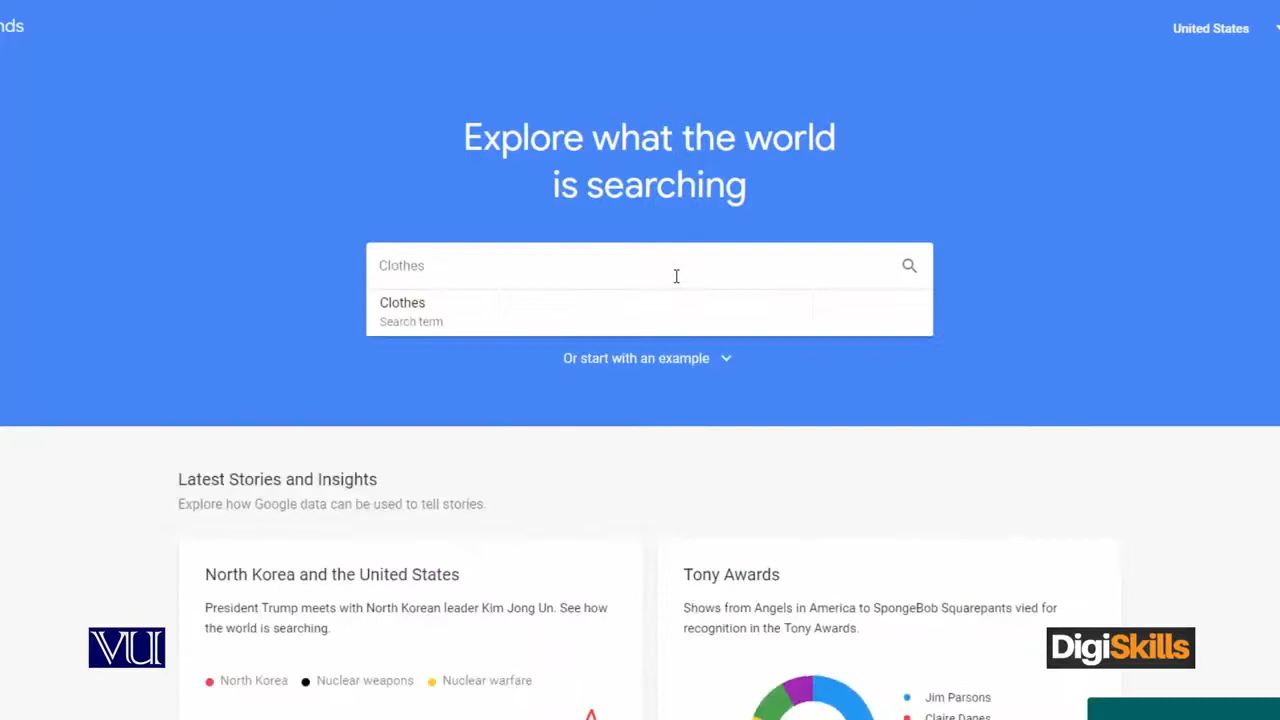 nds
United States
Explore what the world
is searching
Clothes
Clothes
Search term
Or start with an example
Latest Stories and Insights
Explore how Google data can be used to tell stories.
North Korea and the United States
President Trump meets with North Korean leader Kim Jong Un. See how
the world is searching.
North Korea Nuclear weapons Nuclear warfare
Tony Awards
Shows from Angels in America to SpongeBob Squarepants vied for
recognition in the Tony Awards.
Jim Parsons
Claire Danes
VU
DigiSkills